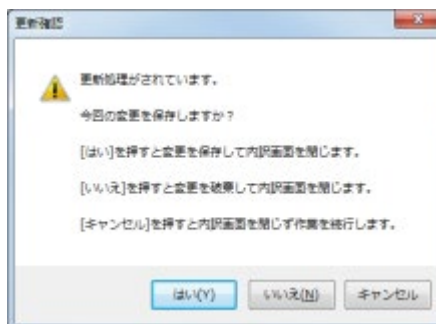 更新確認
更新処理がされています。
今回の変更を保存しますか？
[はい]を押すと変更を保存して内訳画面を閉じます。
[いいえ]を押すと変更を破棄して内訳画面を閉じます。
[キャンセル]を押すと内訳画面を閉じず作業を続行します。
はい(Y) いいえ(N) キャンセル